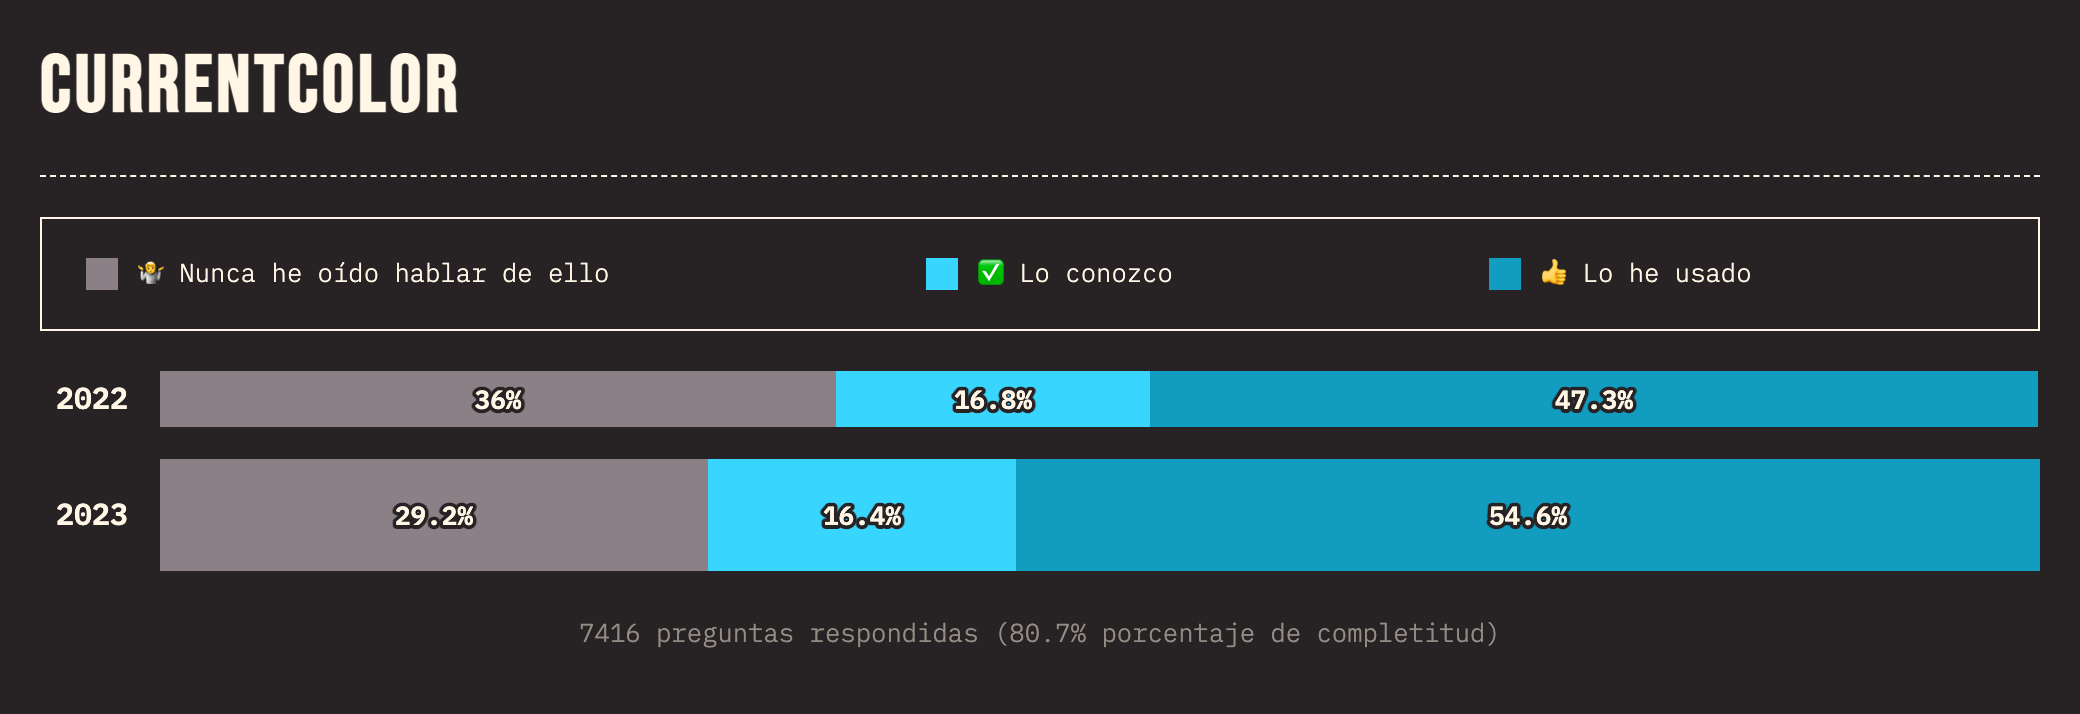 CURRENTCOLOR
🤷 Nunca he oído hablar de ello ✅ Lo conozco 👍 Lo he usado
2022 36% 16.8% 47.3%
2023 29.2% 16.4% 54.6%
7416 preguntas respondidas (80.7% porcentaje de completitud)